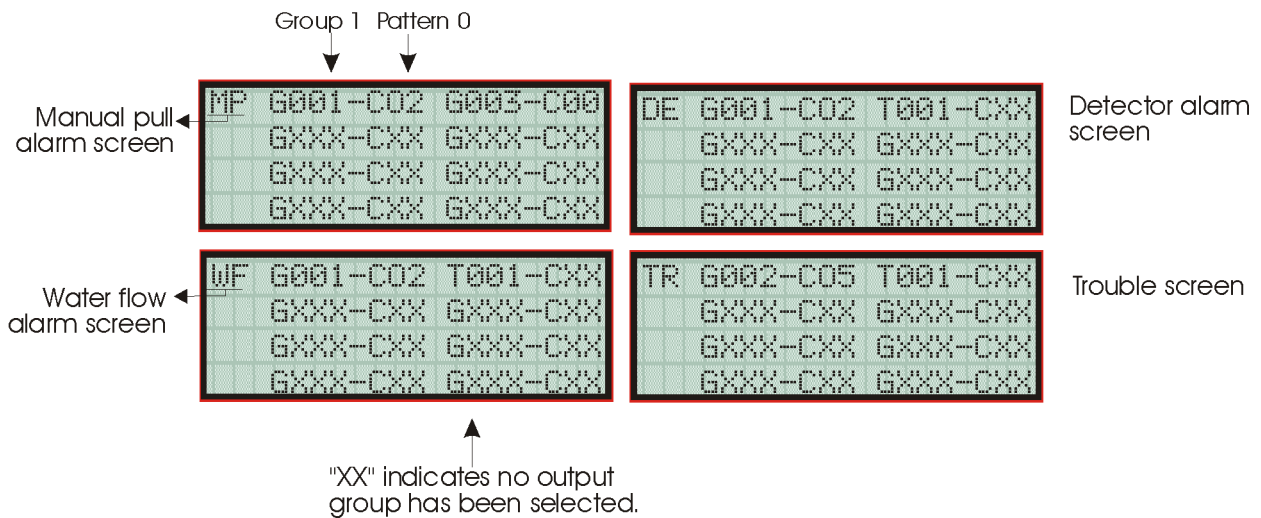 Group 1 Pattern 0
Manual pull
alarm screen
MP G001-CO2 G003-C00
GXXX-CXX GXXX-CXX
GXXX-CXX GXXX-CXX
GXXX-CXX GXXX-CXX
DE G001-CO2 T001-CXX
GXXX-CXX GXXX-CXX
GXXX-CXX GXXX-CXX
GXXX-CXX GXXX-CXX
Detector alarm
screen
Water flow
alarm screen
WF G001-CO2 T001-CXX
GXXX-CXX GXXX-CXX
GXXX-CXX GXXX-CXX
GXXX-CXX GXXX-CXX
TR G002-CO5 T001-CXX
GXXX-CXX GXXX-CXX
GXXX-CXX GXXX-CXX
GXXX-CXX GXXX-CXX
Trouble screen
"XX" indicates no output
group has been selected.